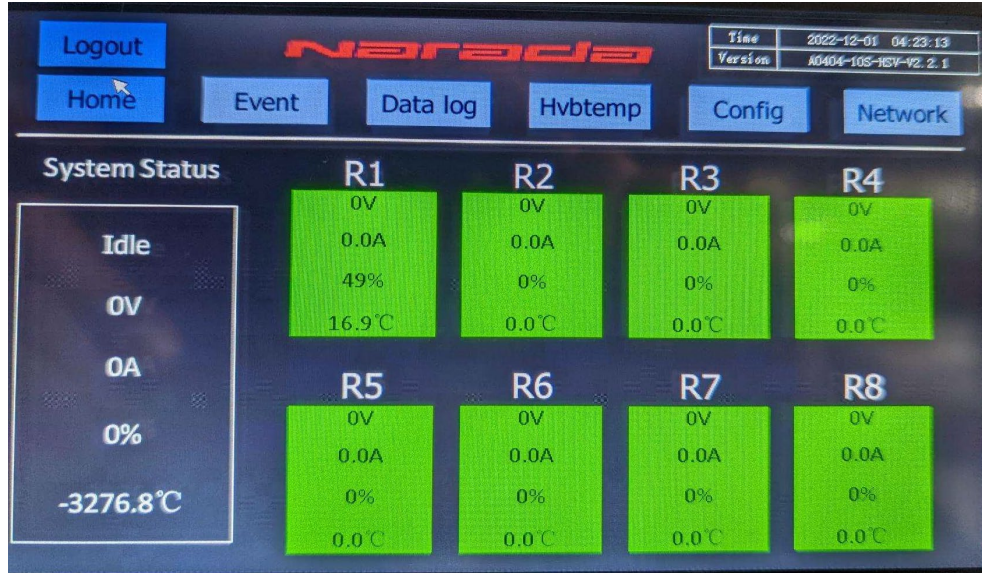 Logout
Narada
Time 2022-12-01 04:23:13
Version A0404-10S-HSV-V2.2.1
Home Event Data log Hvbtemp Config Network
System Status
Idle
0V
0A
0%
-3276.8℃
R1 R2 R3 R4
0V 0V 0V 0V
0.0A 0.0A 0.0A 0.0A
49% 0% 0% 0%
16.9℃ 0.0℃ 0.0℃ 0.0℃
R5 R6 R7 R8
0V 0V 0V 0V
0.0A 0.0A 0.0A 0.0A
0% 0% 0% 0%
0.0℃ 0.0℃ 0.0℃ 0.0℃